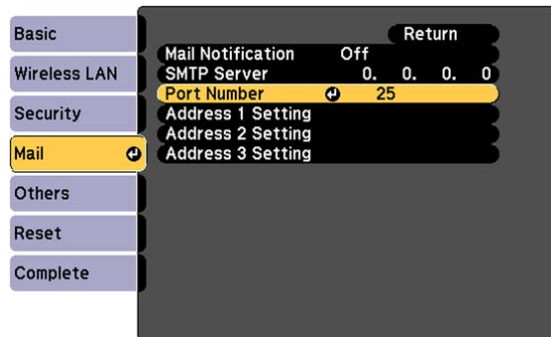 Basic
Wireless LAN
Security
Mail
Others
Reset
Complete
Return
Mail Notification Off
SMTP Server 0. 0. 0. 0
Port Number 25
Address 1 Setting
Address 2 Setting
Address 3 Setting